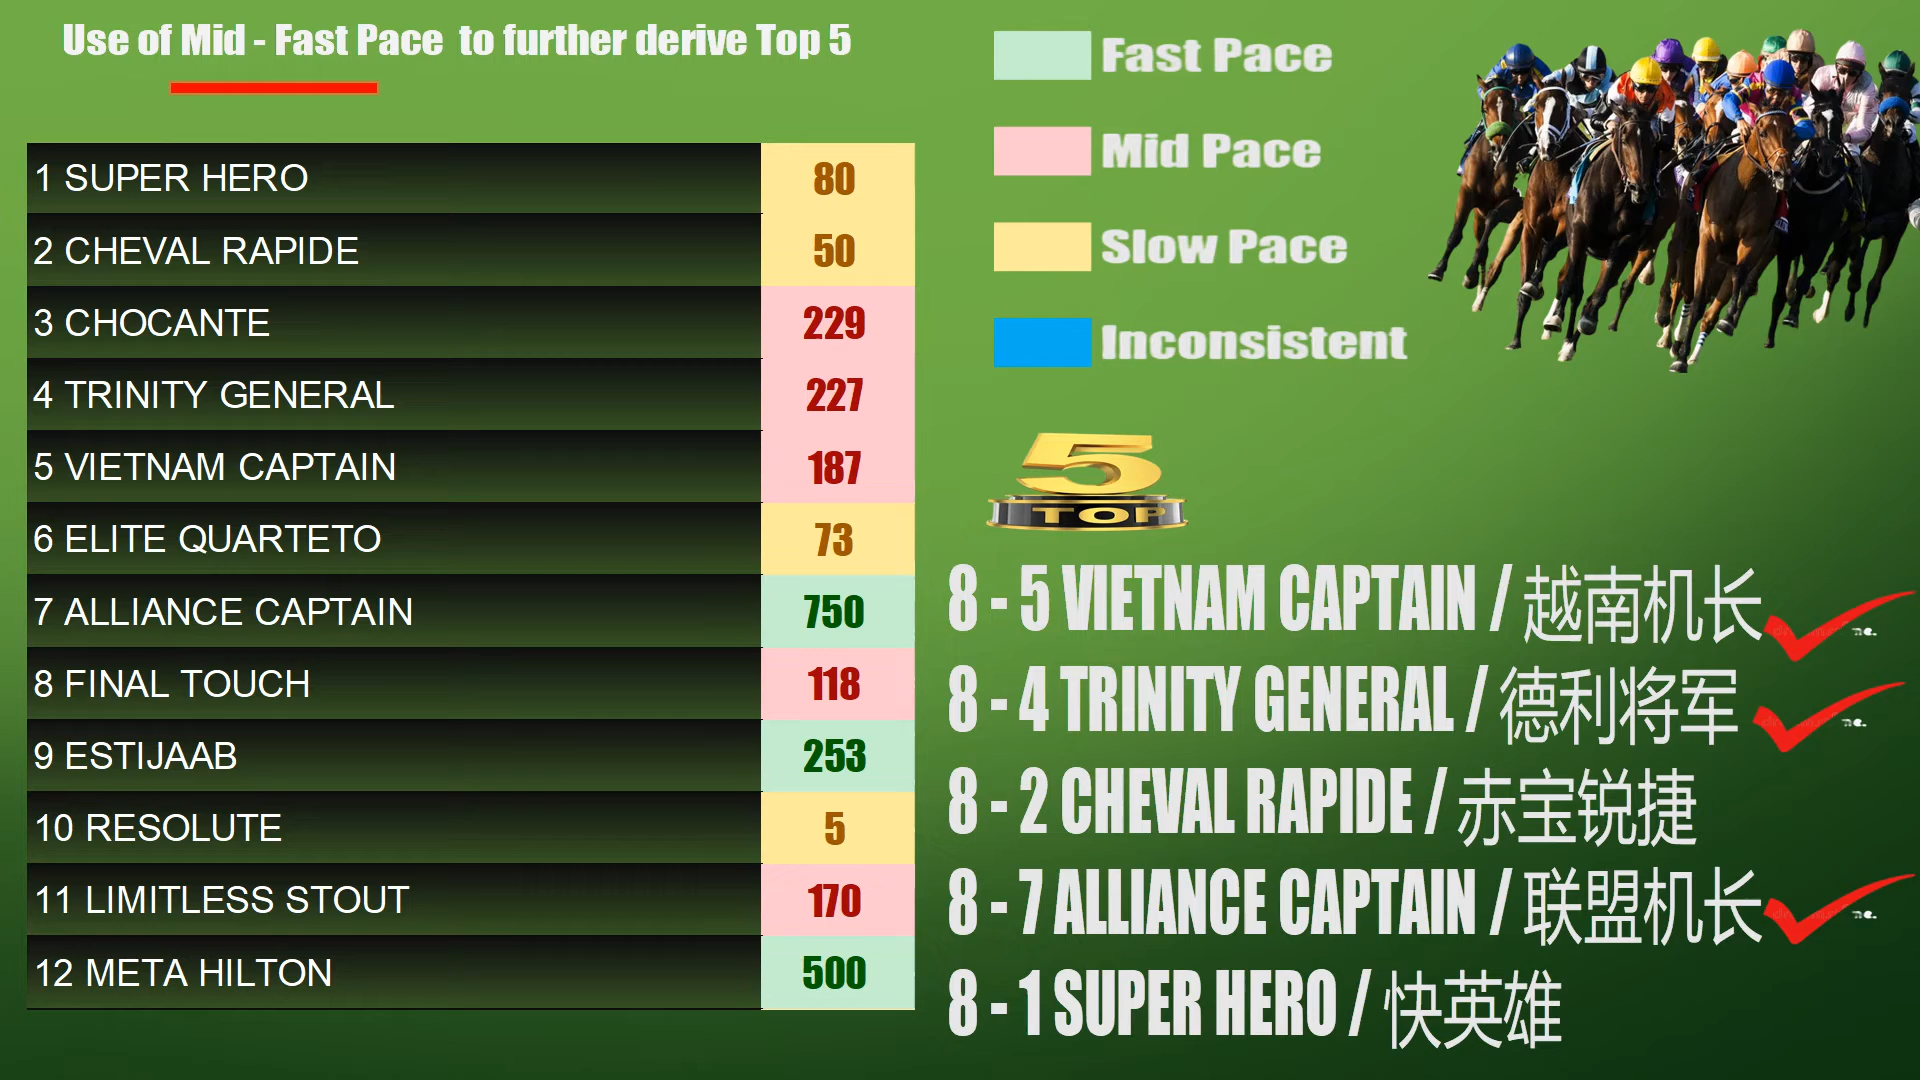 Use of Mid - Fast Pace to further derive Top 5
1 SUPER HERO 80
2 CHEVAL RAPIDE 50
3 CHOCANTE 229
4 TRINITY GENERAL 227
5 VIETNAM CAPTAIN 187
6 ELITE QUARTETO 73
7 ALLIANCE CAPTAIN 750
8 FINAL TOUCH 118
9 ESTIJAAB 253
10 RESOLUTE 5
11 LIMITLESS STOUT 170
12 META HILTON 500
Fast Pace
Mid Pace
Slow Pace
Inconsistent
5
TOP
8 - 5 VIETNAM CAPTAIN / 越南机长
8 - 4 TRINITY GENERAL / 德利将军
8 - 2 CHEVAL RAPIDE / 赤宝锐捷
8 - 7 ALLIANCE CAPTAIN / 联盟机长
8 - 1 SUPER HERO / 快英雄